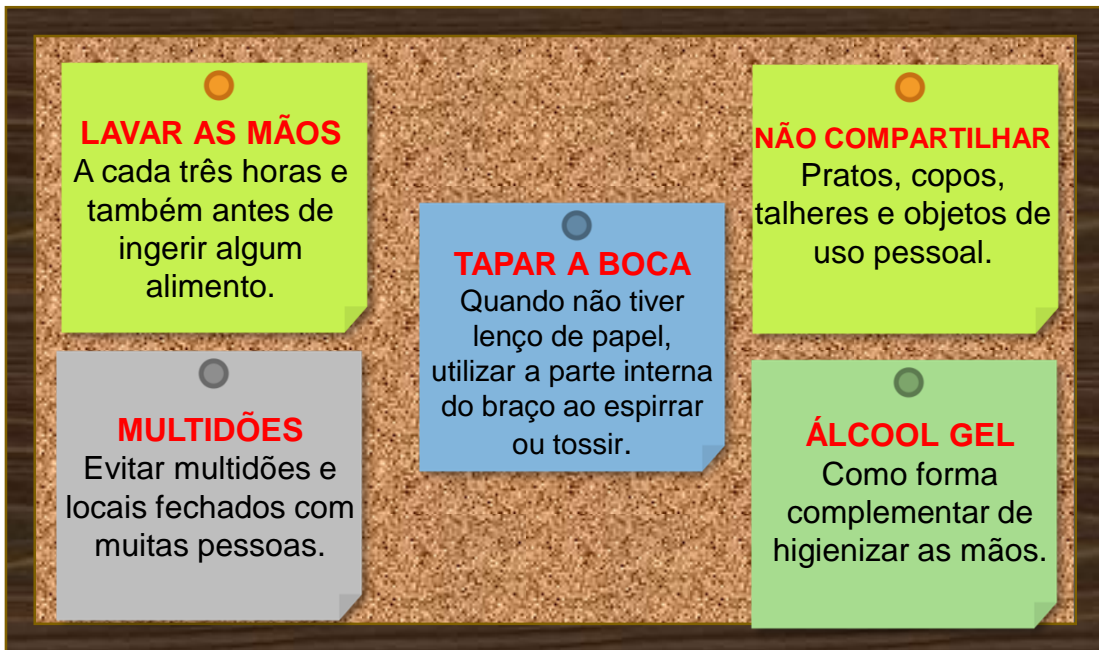 LAVAR AS MÃOS
A cada três horas e
também antes de
ingerir algum
alimento.
MULTIDÕES
Evitar multidões e
locais fechados com
muitas pessoas.
TAPAR A BOCA
Quando não tiver
lenço de papel,
utilizar a parte interna
do braço ao espirrar
ou tossir.
NÃO COMPARTILHAR
Pratos, copos,
talheres e objetos de
uso pessoal.
ÁLCOOL GEL
Como forma
complementar de
higienizar as mãos.